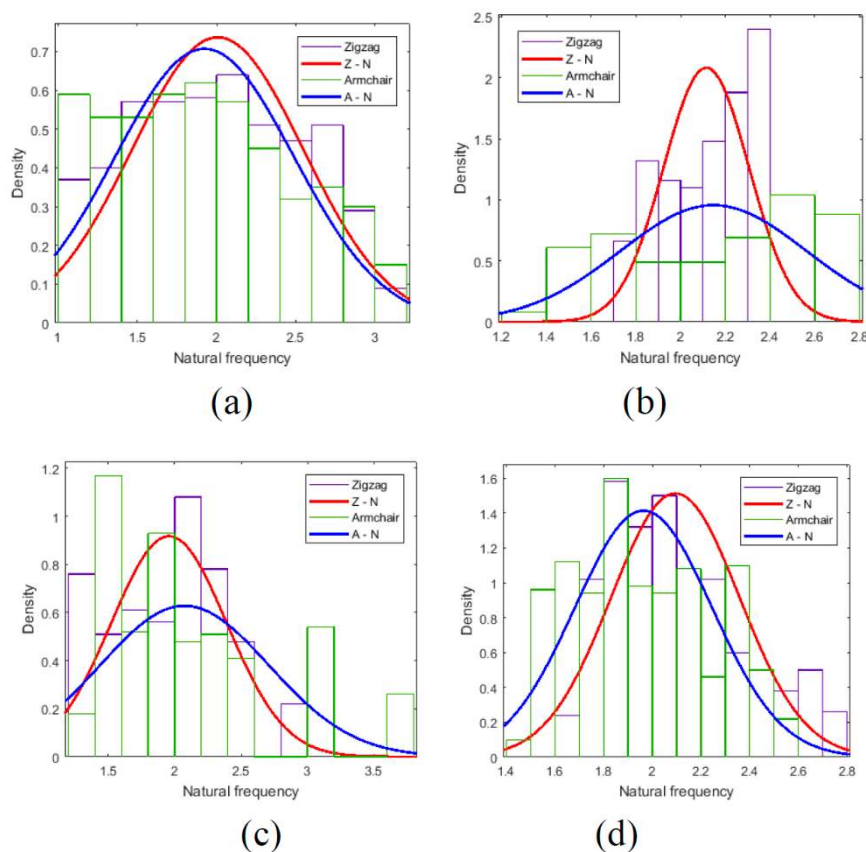 Zigzag
Z - N
Armchair
A - N
Density
0.7
0.6
0.5
0.4
0.3
0.2
0.1
0
1
1.5
2
2.5
3
Natural frequency
(a)
Zigzag
Z - N
Armchair
A - N
Density
2.5
2
1.5
1
0.5
0
1.2
1.4
1.6
1.8
2
2.2
2.4
2.6
2.8
Natural frequency
(b)
Zigzag
Z - N
Armchair
A - N
Density
1.2
1
0.8
0.6
0.4
0.2
0
1.5
2
2.5
3
3.5
Natural frequency
(c)
Zigzag
Z - N
Armchair
A - N
Density
1.6
1.4
1.2
1
0.8
0.6
0.4
0.2
0
1.4
1.6
1.8
2
2.2
2.4
2.6
2.8
Natural frequency
(d)